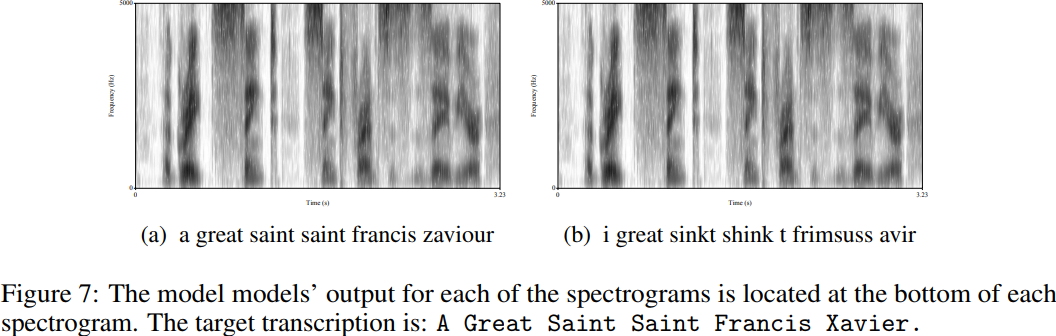 5000
Frequency (Hz)
0
0
3.23
Time (s)
5000
Frequency (Hz)
0
0
3.23
Time (s)
(a) a great saint saint francis zaviour
(b) i great sinkt shink t frimsuss avir
Figure 7: The model models’ output for each of the spectrograms is located at the bottom of each
spectrogram. The target transcription is: A Great Saint Saint Francis Xavier.